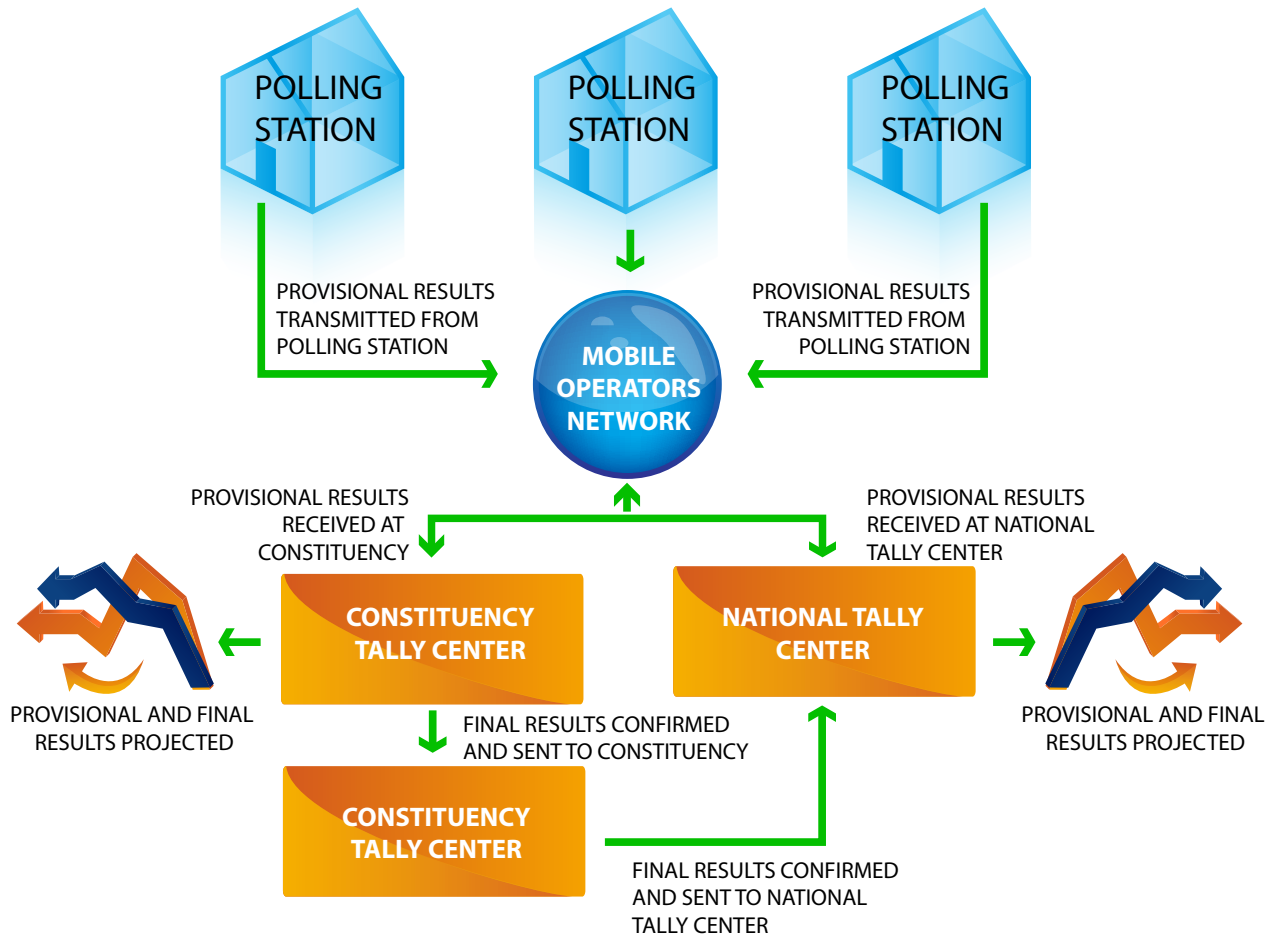 POLLING
STATION
POLLING
STATION
POLLING
STATION
PROVISIONAL RESULTS
TRANSMITTED FROM
POLLING STATION
PROVISIONAL RESULTS
TRANSMITTED FROM
POLLING STATION
MOBILE
OPERATORS
NETWORK
PROVISIONAL RESULTS
RECEIVED AT
CONSTITUENCY
PROVISIONAL RESULTS
RECEIVED AT NATIONAL
TALLY CENTER
CONSTITUENCY
TALLY CENTER
NATIONAL TALLY
CENTER
PROVISIONAL AND FINAL
RESULTS PROJECTED
PROVISIONAL AND FINAL
RESULTS PROJECTED
FINAL RESULTS CONFIRMED
AND SENT TO CONSTITUENCY
CONSTITUENCY
TALLY CENTER
FINAL RESULTS CONFIRMED
AND SENT TO NATIONAL
TALLY CENTER